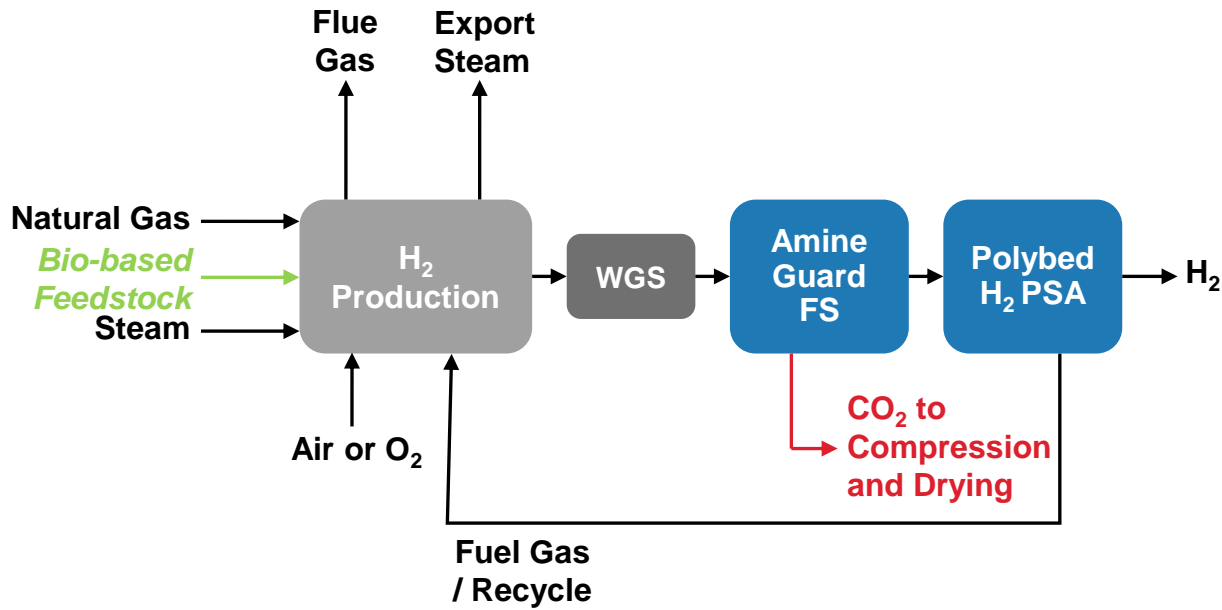 Flue
Gas
Export
Steam
Natural Gas
Bio-based
Feedstock
Steam
H₂
Production
WGS
Amine
Guard
FS
Polybed
H₂ PSA
H₂
Air or O₂
CO₂ to
Compression
and Drying
Fuel Gas
/ Recycle